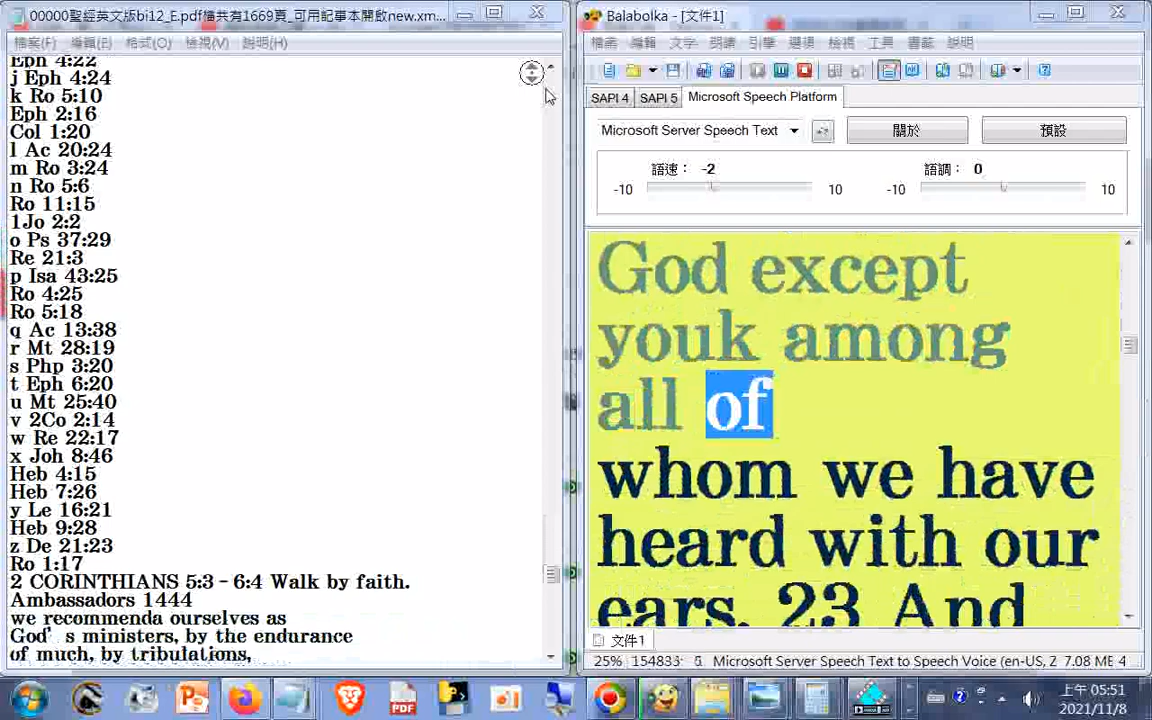 00000聖經英文版bi12_E.pdf檔共有1669頁_可用記事本開啟new.xm...
檔案(F) 編輯(E) 格式(O) 檢視(V) 說明(H)
Eph 4:22
j Eph 4:24
k Ro 5:10
Eph 2:16
Col 1:20
l Ac 20:24
m Ro 3:24
n Ro 5:6
Ro 11:15
1Jo 2:2
o Ps 37:29
Re 21:3
p Isa 43:25
Ro 4:25
Ro 5:18
q Ac 13:38
r Mt 28:19
s Php 3:20
t Eph 6:20
u Mt 25:40
v 2Co 2:14
w Re 22:17
x Joh 8:46
Heb 4:15
Heb 7:26
y Le 16:21
Heb 9:28
z De 21:23
Ro 1:17
2 CORINTHIANS 5:3 – 6:4 Walk by faith.
Ambassadors 1444
we recommenda ourselves as
God' s ministers, by the endurance
of much, by tribulations,
Balabolka - [文件1]
檔案 編輯 文字 朗讀 引擎 選項 檢視 工具 書籤 說明
SAPI 4 SAPI 5 Microsoft Speech Platform
Microsoft Server Speech Text 關於 預設
語速： -2 語調： 0
-10 10 -10 10
God except
youk among
all of
whom we have
heard with our
ears. 23 And
文件1
25% 154833: Microsoft Server Speech Text to Speech Voice (en-US, 2 7.08 ME 4
PDF
上午 05:51
2021/11/8